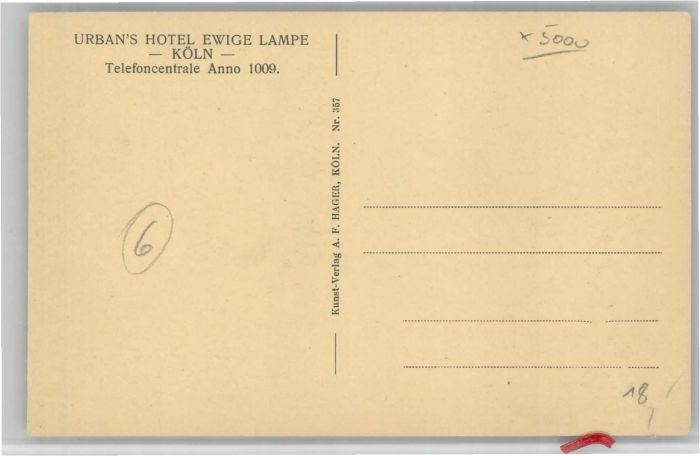 URBAN'S HOTEL EWIGE LAMPE
— KÖLN —
Telefoncentrale Anno 1009.
Kunst-Verlag A. F. HAGER, KÖLN. Nr. 357
x 5000
6
18